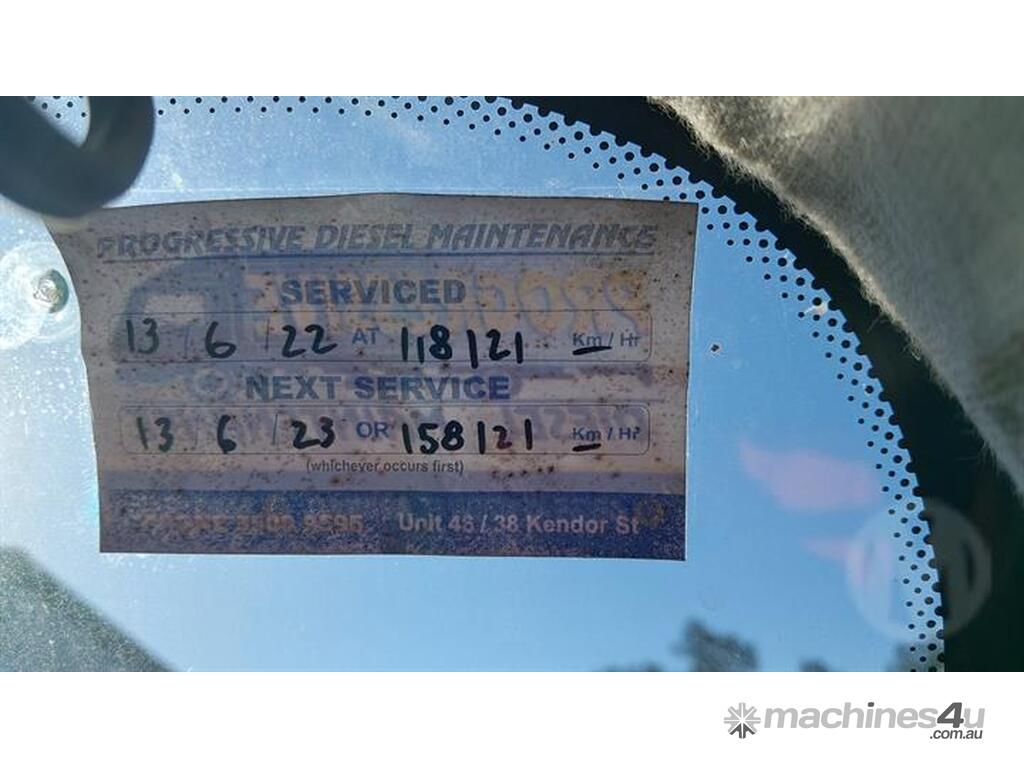 PROGRESSIVE DIESEL MAINTENANCE
SERVICED
13 / 6 / 22 AT 118121 Km / Hr
NEXT SERVICE
13 / 6 / 23 OR 158121 Km / Hr
(whichever occurs first)
Unit 46 / 38 Kendor St
machines4u
.com.au